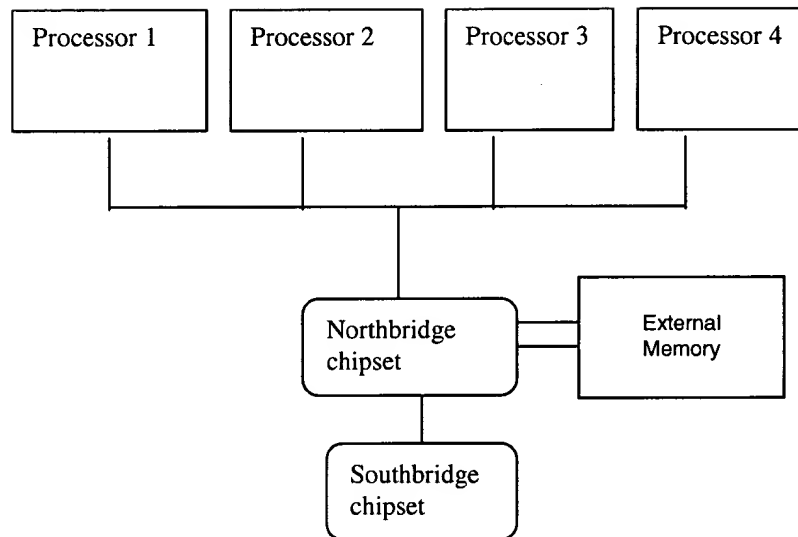 Processor 1
Processor 2
Processor 3
Processor 4
Northbridge
chipset
External
Memory
Southbridge
chipset